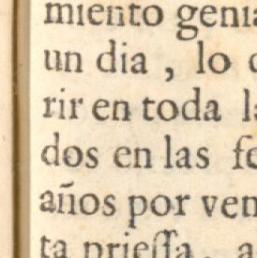 miento genia
un dia , lo
rir en toda l
dos en las fe
años por ven
ta prieſſa, a